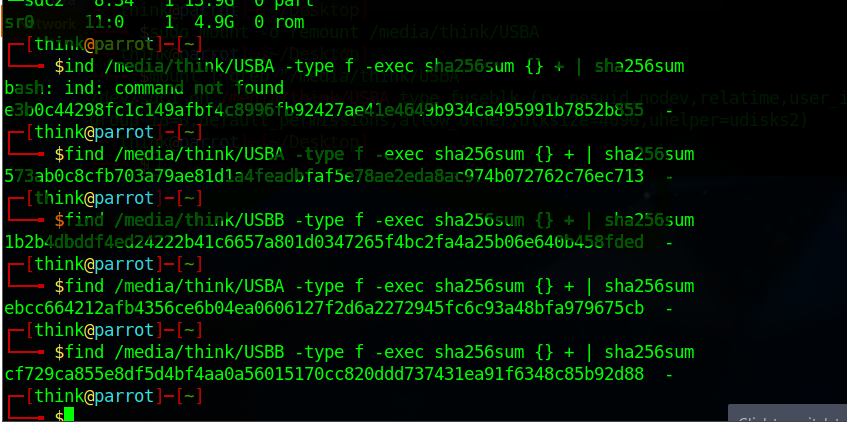 sdc2 8:34 1 13.9G 0 part
sr0 11:0 1 4.9G 0 rom
┌─[think@parrot]─[~]
└──╼ $ind /media/think/USBA -type f -exec sha256sum {} + | sha256sum
bash: ind: command not found
e3b0c44298fc1c149afbf4c8996fb92427ae41e4649b934ca495991b7852b855 -
┌─[think@parrot]─[~]
└──╼ $find /media/think/USBA -type f -exec sha256sum {} + | sha256sum
573ab0c8cfb703a79ae81d1a4feadbfaf5e78ae2eda8ac974b072762c76ec713 -
┌─[think@parrot]─[~]
└──╼ $find /media/think/USBB -type f -exec sha256sum {} + | sha256sum
1b2b4dbddf4ed24222b41c6657a801d0347265f4bc2fa4a25b06e640b458fded -
┌─[think@parrot]─[~]
└──╼ $find /media/think/USBA -type f -exec sha256sum {} + | sha256sum
ebcc664212afb4356ce6b04ea0606127f2d6a2272945fc6c93a48bfa979675cb -
┌─[think@parrot]─[~]
└──╼ $find /media/think/USBB -type f -exec sha256sum {} + | sha256sum
cf729ca855e8df5d4bf4aa0a56015170cc820ddd737431ea91f6348c85b92d88 -
┌─[think@parrot]─[~]
└──╼ $